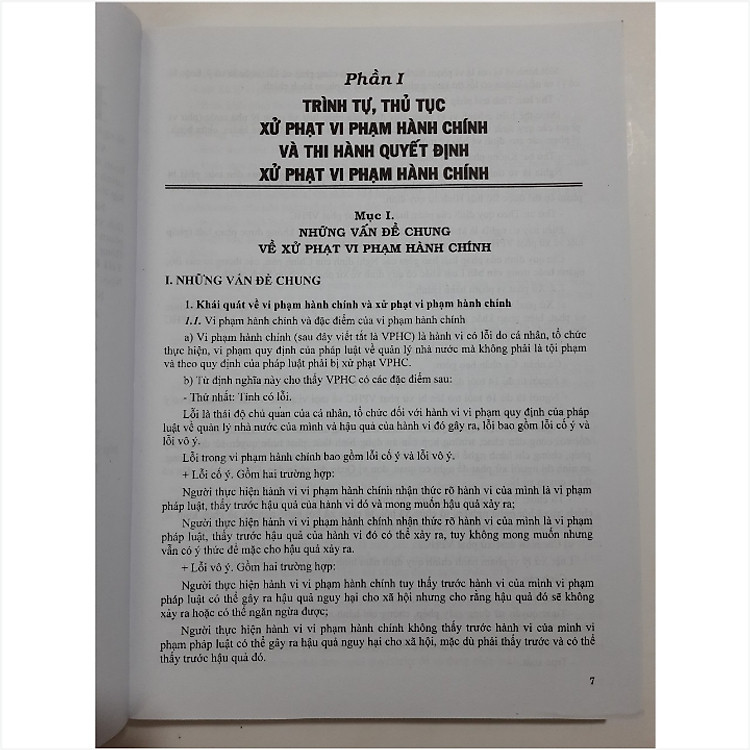 Phần I
TRÌNH TỰ, THỦ TỤC
XỬ PHẠT VI PHẠM HÀNH CHÍNH
VÀ THI HÀNH QUYẾT ĐỊNH
XỬ PHẠT VI PHẠM HÀNH CHÍNH
Mục I.
NHỮNG VẤN ĐỀ CHUNG
VỀ XỬ PHẠT VI PHẠM HÀNH CHÍNH
I. NHỮNG VẤN ĐỀ CHUNG
1. Khái quát về vi phạm hành chính và xử phạt vi phạm hành chính
1.1. Vi phạm hành chính và đặc điểm của vi phạm hành chính
a) Vi phạm hành chính (sau đây viết tắt là VPHC) là hành vi có lỗi do cá nhân, tổ chức
thực hiện, vi phạm quy định của pháp luật về quản lý nhà nước mà không phải là tội phạm
và theo quy định của pháp luật phải bị xử phạt VPHC.
b) Từ định nghĩa này cho thấy VPHC có các đặc điểm sau:
- Thứ nhất: Tính có lỗi.
Lỗi là thái độ chủ quan của cá nhân, tổ chức đối với hành vi vi phạm quy định của pháp
luật về quản lý nhà nước của mình và hậu quả của hành vi đó gây ra, lỗi bao gồm lỗi cố ý và
lỗi vô ý.
Lỗi trong vi phạm hành chính bao gồm lỗi cố ý và lỗi vô ý.
+ Lỗi cố ý. Gồm hai trường hợp:
Người thực hiện hành vi vi phạm hành chính nhận thức rõ hành vi của mình là vi phạm
pháp luật, thấy trước hậu quả của hành vi dó và mong muốn hậu quả xảy ra;
Người thực hiện hành vi vi phạm hành chính nhận thức rõ hành vi của mình là vi phạm
pháp luật, thấy trước hậu quả của hành vi đó có thể xảy ra, tuy không mong muốn nhưng
vẫn có ý thức để mặc cho hậu quả xảy ra.
+ Lỗi vô ý. Gồm hai trường hợp:
Người thực hiện hành vi vi phạm hành chính tuy thấy trước hành vi của mình vi phạm
pháp luật có thể gây ra hậu quả nguy hại cho xã hội nhưng cho rằng hậu quả đó sẽ không
xảy ra hoặc có thể ngăn ngừa được;
Người thực hiện hành vi vi phạm hành chính không thấy trước hành vi của mình vi
phạm pháp luật có thể gây ra hậu quả nguy hại cho xã hội, mặc dù phải thấy trước và có thể
thấy trước hậu quả đó.
7